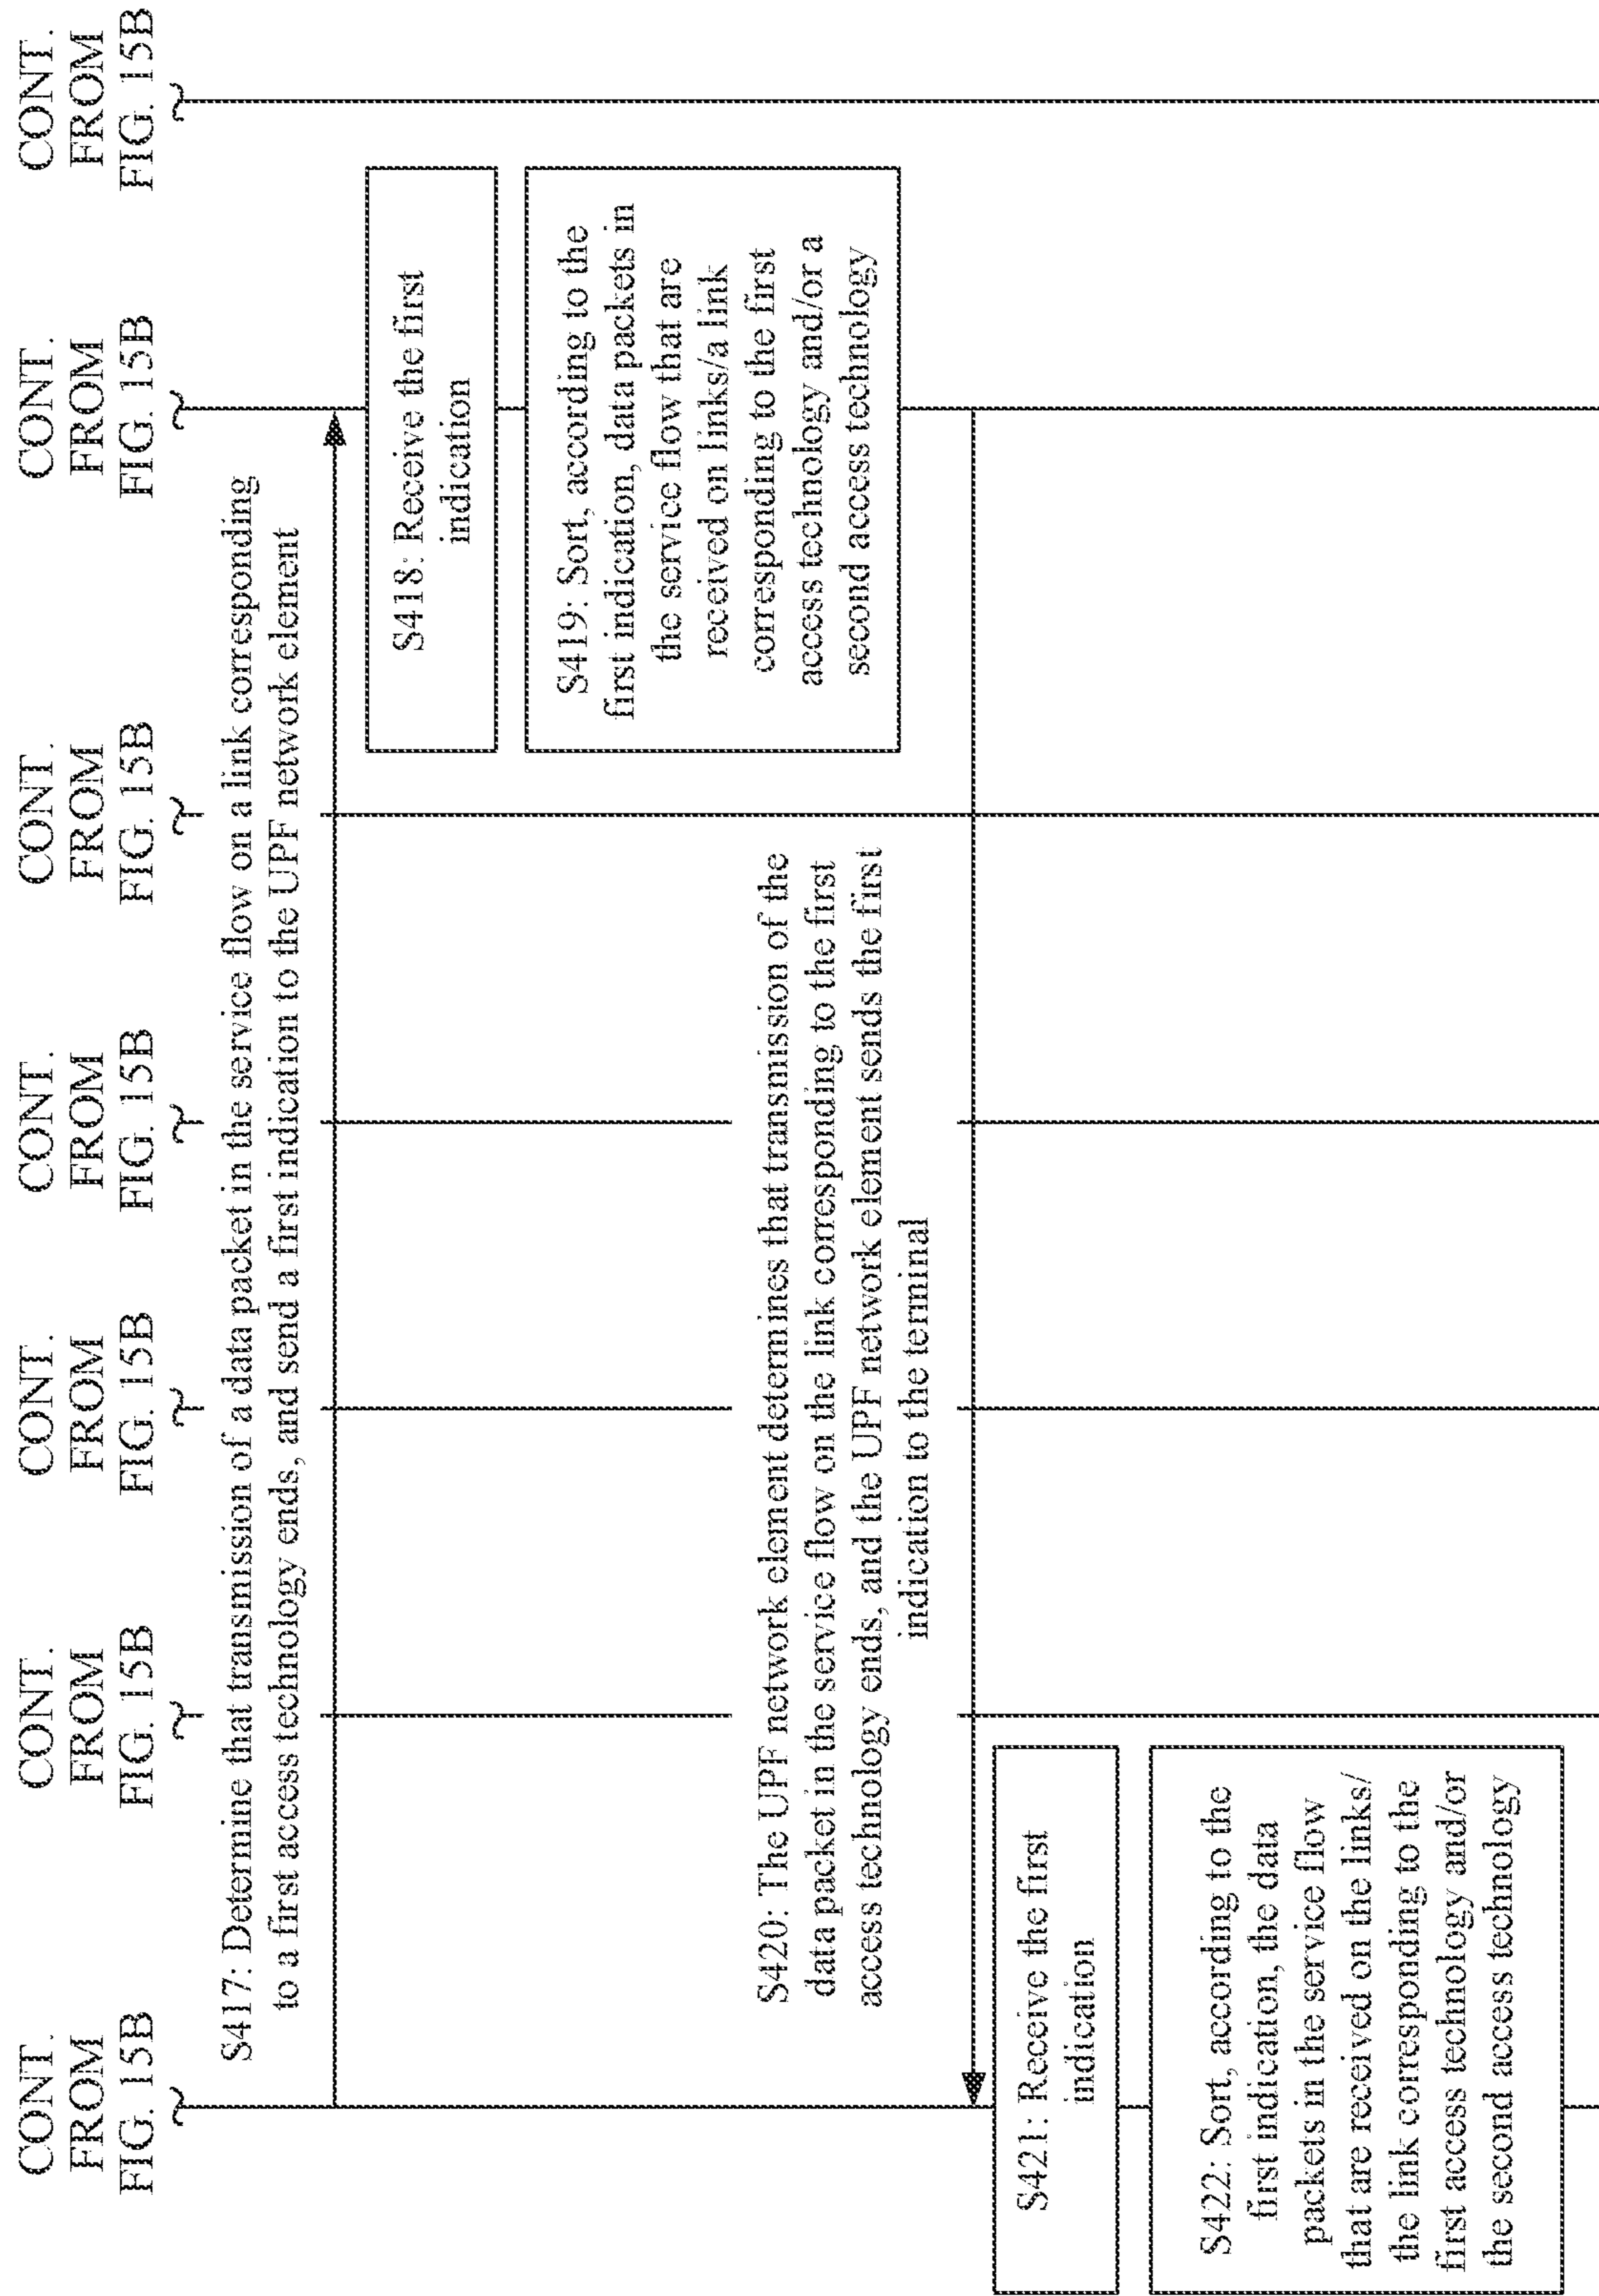 CONT
FROM
FIG. 15B
CONT.
FROM
FIG. 15B
CONT.
FROM
FIG. 15B
CONT.
FROM
FIG. 15B
CONT.
FROM
FIG. 15B
CONT.
FROM
FIG. 15B
CONT.
FROM
FIG. 15B
S417: Determine that transmission of a data packet in the service flow on a link corresponding
to a first access technology ends, and send a first indication to the UPF network element
S418: Receive the first
indication
S419: Sort, according to the
first indication, data packets in
the service flow that are
received on links/a link
corresponding to the first
access technology and/or a
second access technology
S420: The UPF network element determines that transmission of the
data packet in the service flow on the link corresponding to the first
access technology ends, and the UPF network element sends the first
indication to the terminal
S421: Receive the first
indication
S422: Sort, according to the
first indication, the data
packets in the service flow
that are received on the links/
the link corresponding to the
first access technology and/or
the second access technology